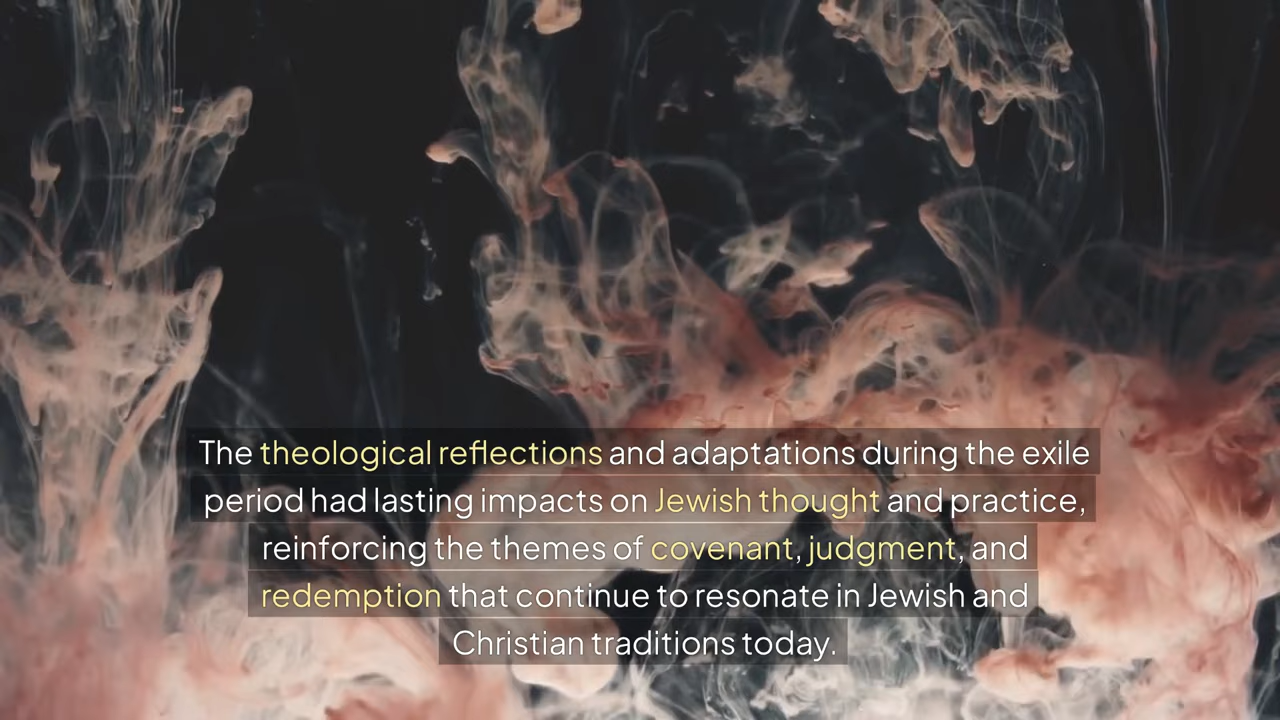 The theological reflections and adaptations during the exile
period had lasting impacts on Jewish thought and practice,
reinforcing the themes of covenant, judgment, and
redemption that continue to resonate in Jewish and
Christian traditions today.